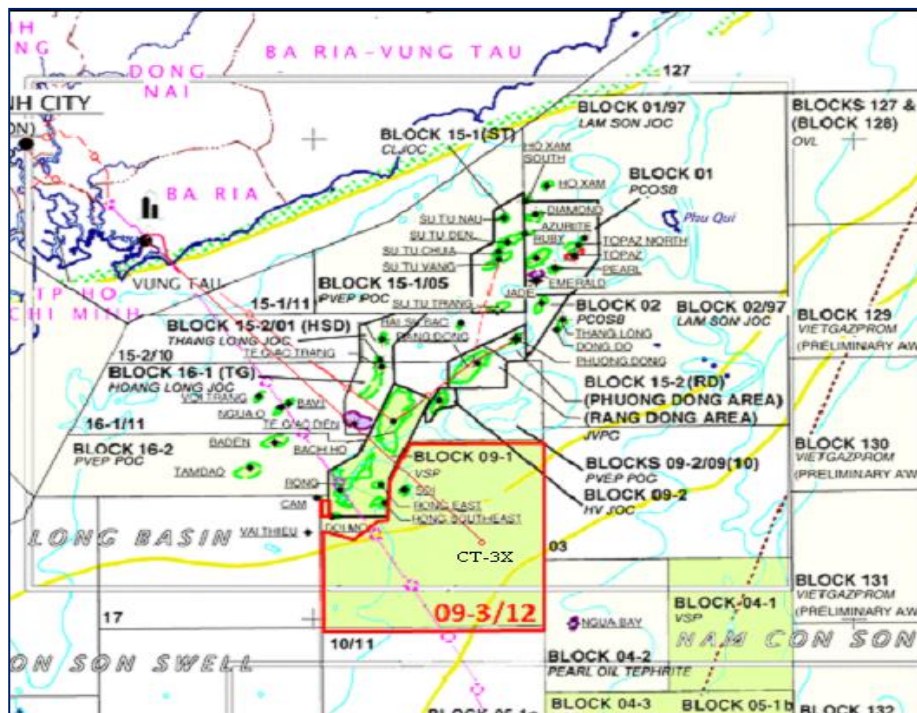 DONG
NAI
BA RIA-VUNG TAU
127
NH CITY
BLOCK 01/97
LAM SON JOC
BLOCKS 127 &
(BLOCK 128)
OVL
BLOCK 15-1(ST)
CLJOC
HO XAM
SOUTH
HO XAM
BLOCK 01
PCOSB
BA RIA
SU TU NAU
DIAMOND
AZURITE
Phu Qui
SU TU DEN
RUBY
TOPAZ NORTH
SU TU CHUA
TOPAZ
SU TU VANG
PEARL
VUNG TAU
EMERALD
BLOCK 15-1/05
PVEP POC
JADE
TP HO
CHI MINH
15-1/11
SU TU TRANG
BLOCK 02
PCOSB
BLOCK 02/97
LAM SON JOC
BLOCK 129
VIETGAZPROM
(PRELIMINARY AW
BLOCK 15-2/01 (HSD)
THANG LONG JOC
RANG DONG
THANG LONG
DONG DO
PHUONG DONG
TE GIAC TRANG
15-2/10
BLOCK 16-1 (TG)
HOANG LONG JOC
BLOCK 15-2 (RD)
(PHUONG DONG AREA)
(RANG DONG AREA)
JVPC
VOI TRANG
NGUA O
TE GIAC DEN
16-1/11
BACH HO
BLOCK 16-2
PVEP POC
BADEN
TAMDAO
BLOCK 09-1
VSP
BLOCK 130
VIETGAZPROM
(PRELIMINARY AW
BLOCKS 09-2/09(10)
PVEP POC
BLOCK 09-2
HV JOC
RONG
SOI
RONG EAST
RONG SOUTHEAST
CAM
DOI MOI
VAI THIEU
LONG BASIN
CT-3X
03
BLOCK 131
VIETGAZPROM
(PRELIMINARY AW
17
09-3/12
BLOCK 04-1
VSP
10/11
NGUA BAY
NAM CON SON
ON SON SWELL
BLOCK 04-2
PEARL OIL TEPHRITE
BLOCK 04-3
BLOCK 05-1b
BLOCK 132